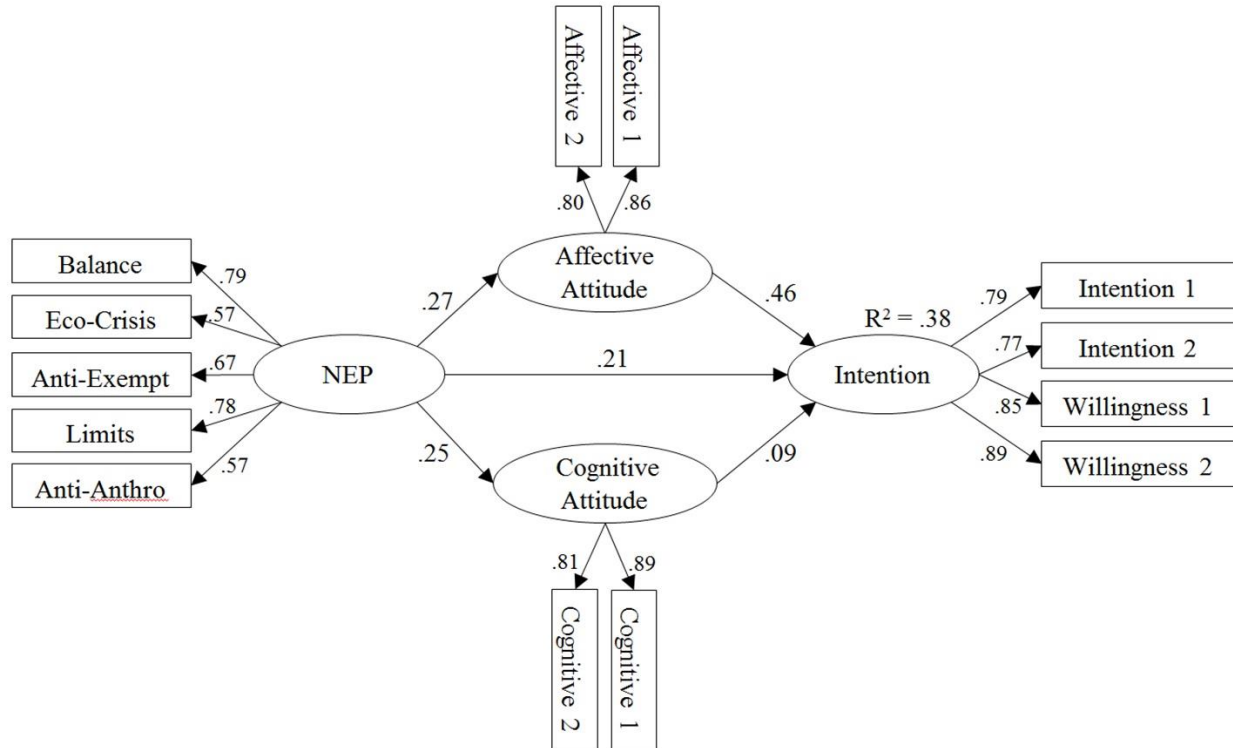 Affective 2
Affective 1
.80
.86
Balance
Eco-Crisis
Anti-Exempt
Limits
Anti-Anthro
.79
.57
.67
.78
.57
NEP
.27
.21
.25
Affective
Attitude
Cognitive
Attitude
.46
.09
R² = .38
Intention
.79
.77
.85
.89
Intention 1
Intention 2
Willingness 1
Willingness 2
.81
.89
Cognitive 2
Cognitive 1